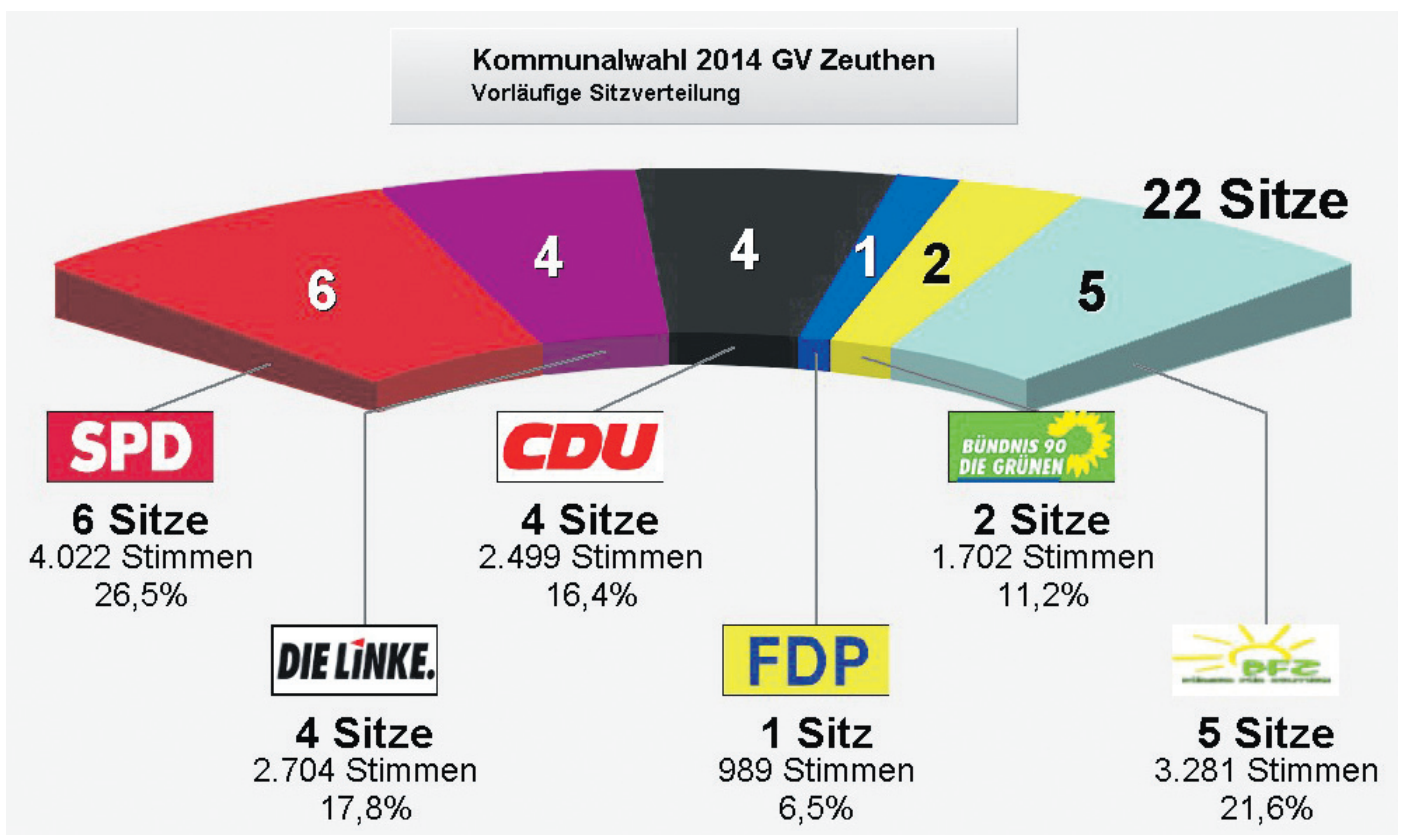 Kommunalwahl 2014 GV Zeuthen
Vorläufige Sitzverteilung
22 Sitze
6
4
4
1
2
5
SPD
6 Sitze
4.022 Stimmen
26,5%
DIE LINKE.
4 Sitze
2.704 Stimmen
17,8%
CDU
4 Sitze
2.499 Stimmen
16,4%
FDP
1 Sitz
989 Stimmen
6,5%
BÜNDNIS 90
DIE GRÜNEN
2 Sitze
1.702 Stimmen
11,2%
BFZ
5 Sitze
3.281 Stimmen
21,6%